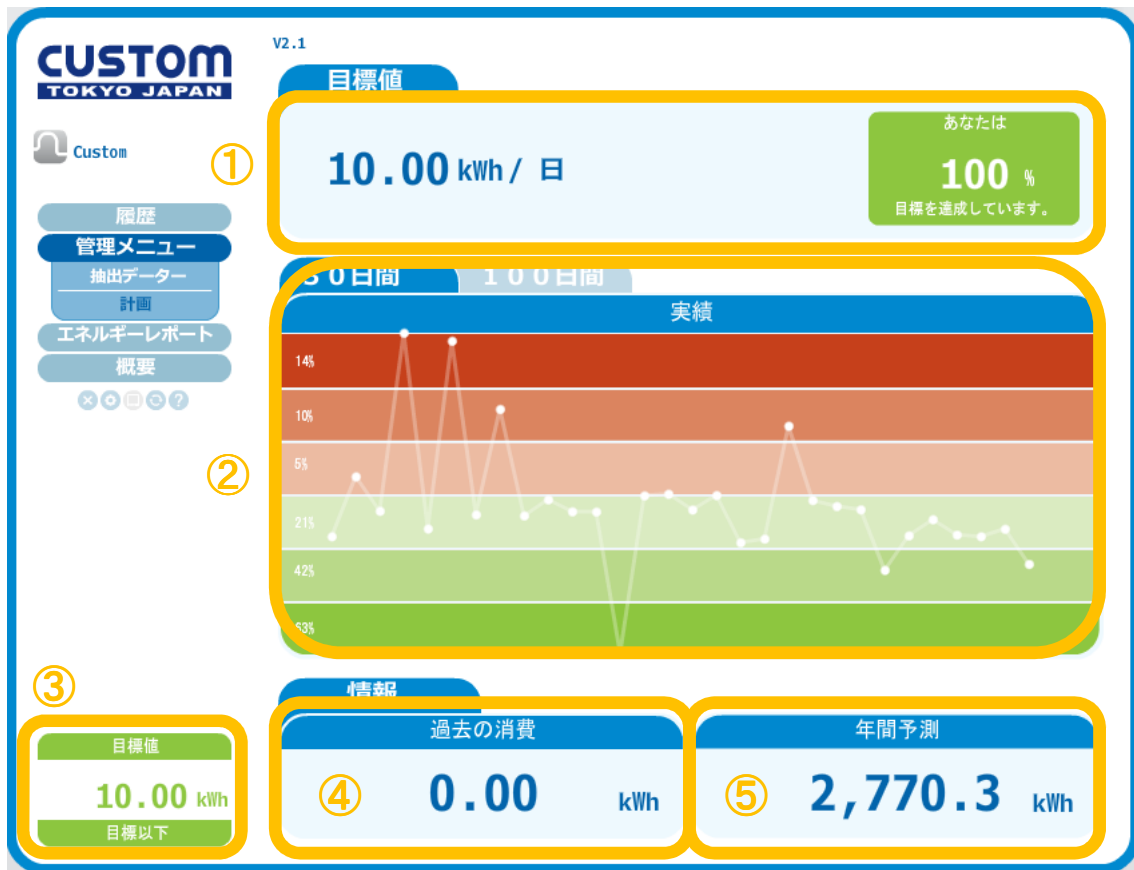 CUSTOM
TOKYO JAPAN
Custom
履歴
管理メニュー
抽出データー
計画
エネルギーレポート
概要
V2.1
目標値
①
10.00 kWh / 日
あなたは
100 %
目標を達成しています。
30日間
100日間
②
実績
14%
10%
5%
21%
42%
63%
③
目標値
10.00 kWh
目標以下
情報
過去の消費
④
0.00 kWh
年間予測
⑤
2,770.3 kWh